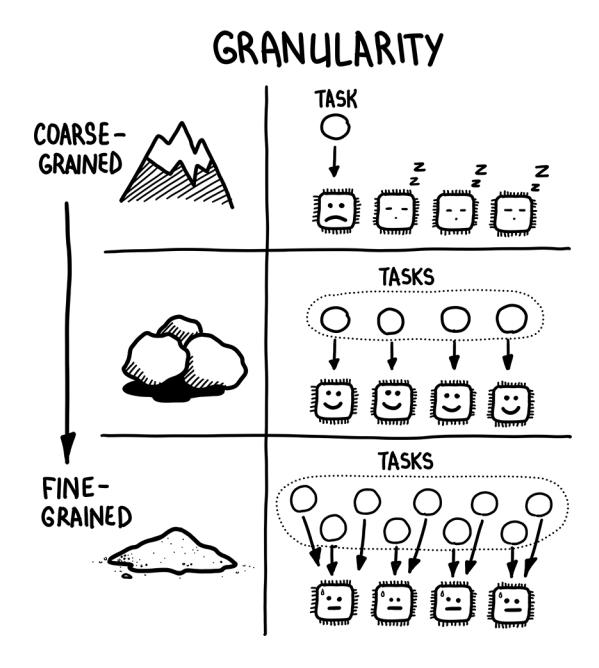 GRANULARITY
COARSE-
GRAINED
TASK
z
z
z
z
z
z
TASKS
FINE-
GRAINED
TASKS